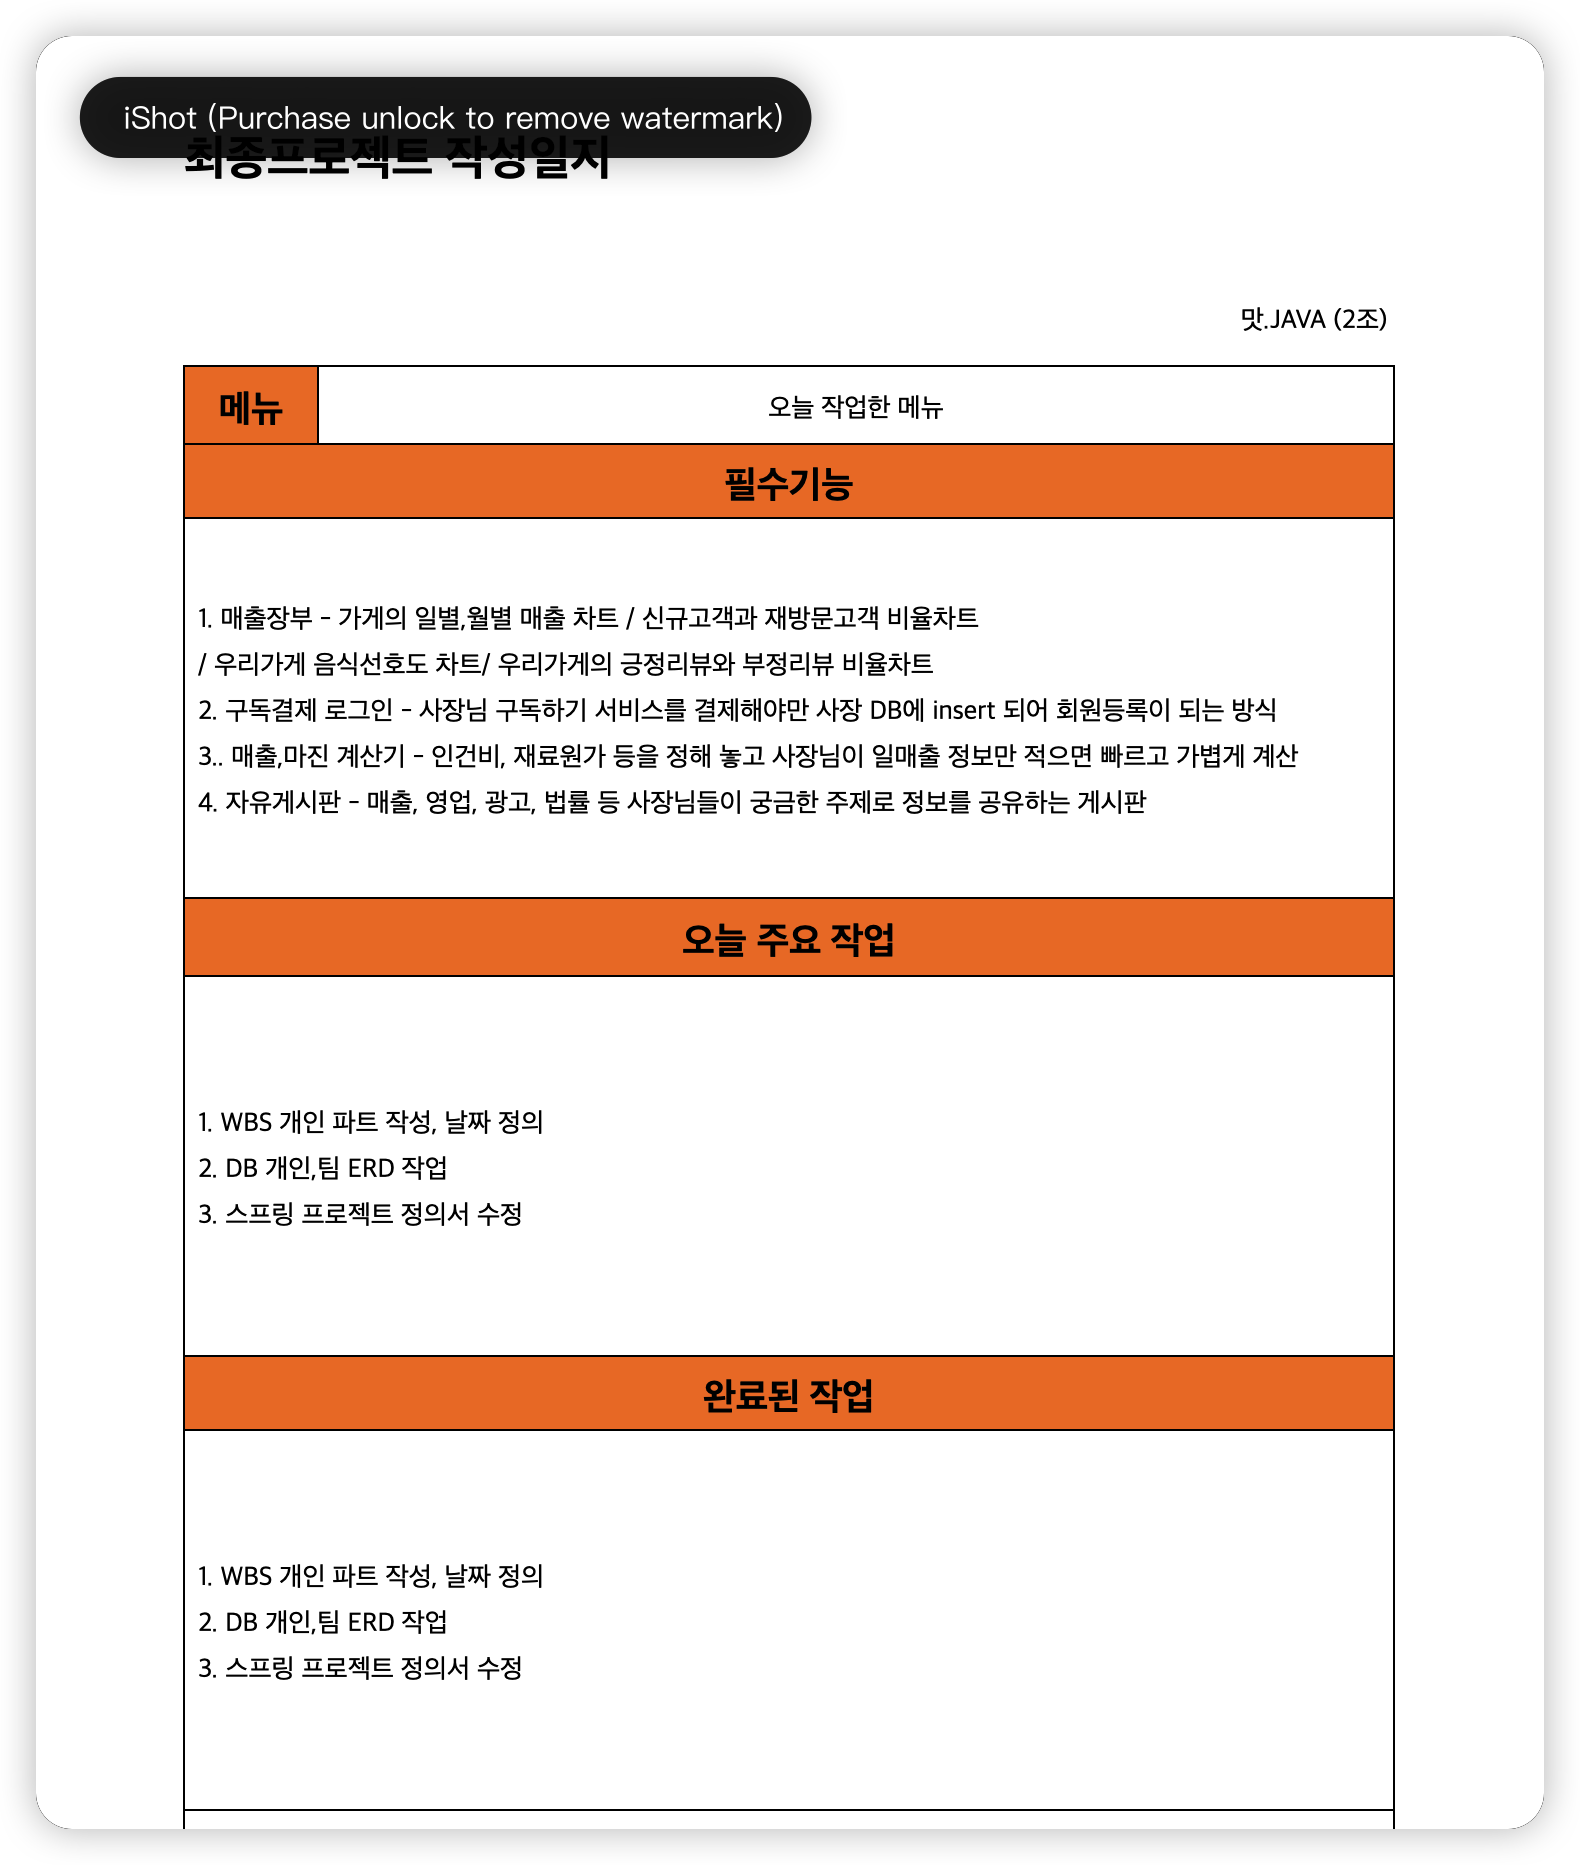 iShot (Purchase unlock to remove watermark)
최종프로젝트 작성일지
맛.JAVA (2조)
메뉴
오늘 작업한 메뉴
필수기능
1. 매출장부 - 가게의 일별,월별 매출 차트 / 신규고객과 재방문고객 비율차트
/ 우리가게 음식선호도 차트/ 우리가게의 긍정리뷰와 부정리뷰 비율차트
2. 구독결제 로그인 - 사장님 구독하기 서비스를 결제해야만 사장 DB에 insert 되어 회원등록이 되는 방식
3.. 매출,마진 계산기 - 인건비, 재료원가 등을 정해 놓고 사장님이 일매출 정보만 적으면 빠르고 가볍게 계산
4. 자유게시판 - 매출, 영업, 광고, 법률 등 사장님들이 궁금한 주제로 정보를 공유하는 게시판
오늘 주요 작업
1. WBS 개인 파트 작성, 날짜 정의
2. DB 개인,팀 ERD 작업
3. 스프링 프로젝트 정의서 수정
완료된 작업
1. WBS 개인 파트 작성, 날짜 정의
2. DB 개인,팀 ERD 작업
3. 스프링 프로젝트 정의서 수정